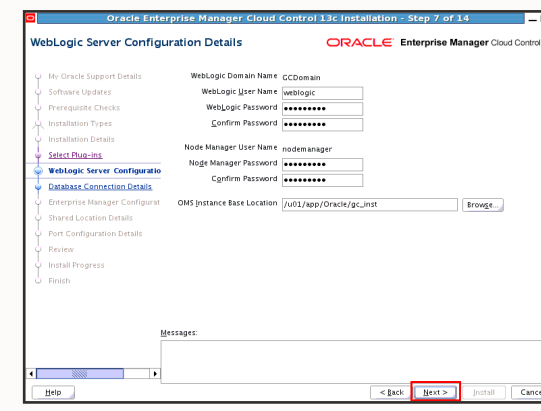 Oracle Enterprise Manager Cloud Control 13c Installation - Step 7 of 14
WebLogic Server Configuration Details
ORACLE Enterprise Manager Cloud Control
My Oracle Support Details
Software Updates
Prerequisite Checks
Installation Types
Installation Details
Select Plug-ins
WebLogic Server Configuratio
Database Connection Details
Enterprise Manager Configurat
Shared Location Details
Port Configuration Details
Review
Install Progress
Finish
WebLogic Domain Name GCDomain
WebLogic User Name weblogic
WebLogic Password •••••••••
Confirm Password •••••••••
Node Manager User Name nodemanager
Node Manager Password •••••••••
Confirm Password •••••••••
OMS Instance Base Location /u01/app/Oracle/gc_inst Browse...
Messages:
Help < Back Next > Install Cance